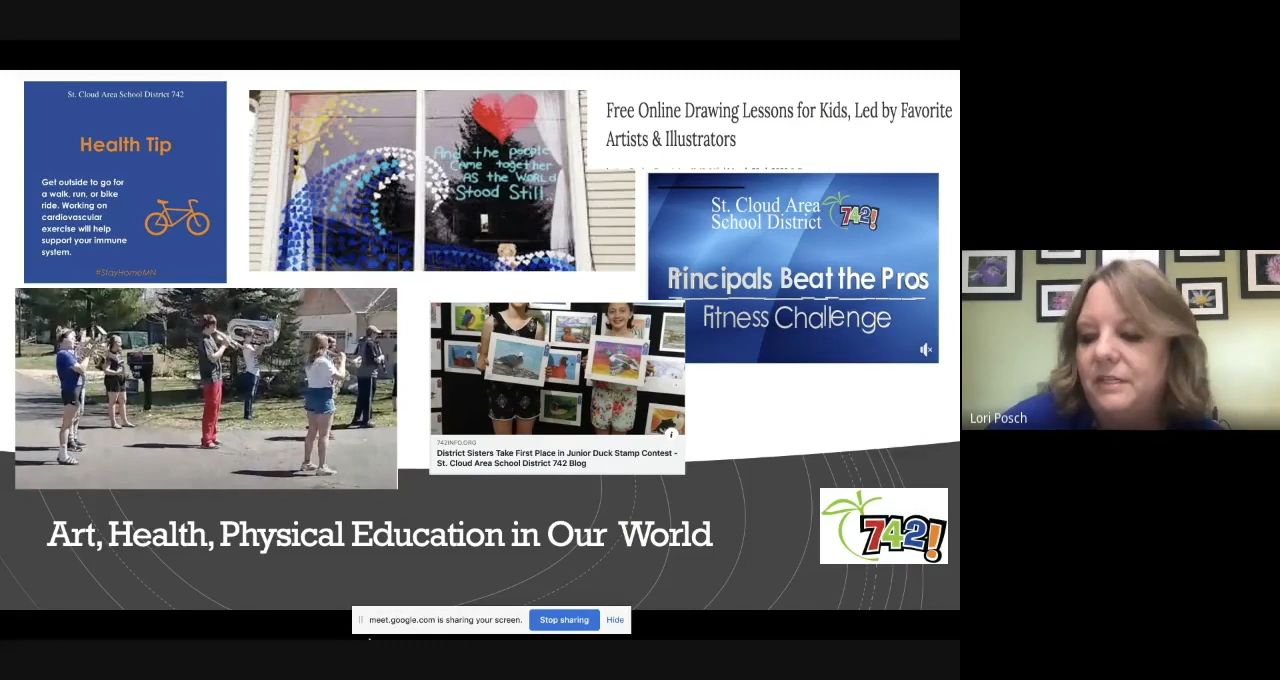 St. Cloud Area School District 742
Health Tip
Get outside to go for
a walk, run, or bike
ride. Working on
cardiovascular
exercise will help
support your immune
system.
#StayHomeMN
And the people
came together
AS the WORLD
Stood Still..
Free Online Drawing Lessons for Kids, Led by Favorite
Artists & Illustrators
St. Cloud Area
School District
742!
Principals Beat the Pros
Fitness Challenge
742INFO.ORG
District Sisters Take First Place in Junior Duck Stamp Contest -
St. Cloud Area School District 742 Blog
Art, Health, Physical Education in Our World
742!
meet.google.com is sharing your screen.
Stop sharing
Hide
Lori Posch